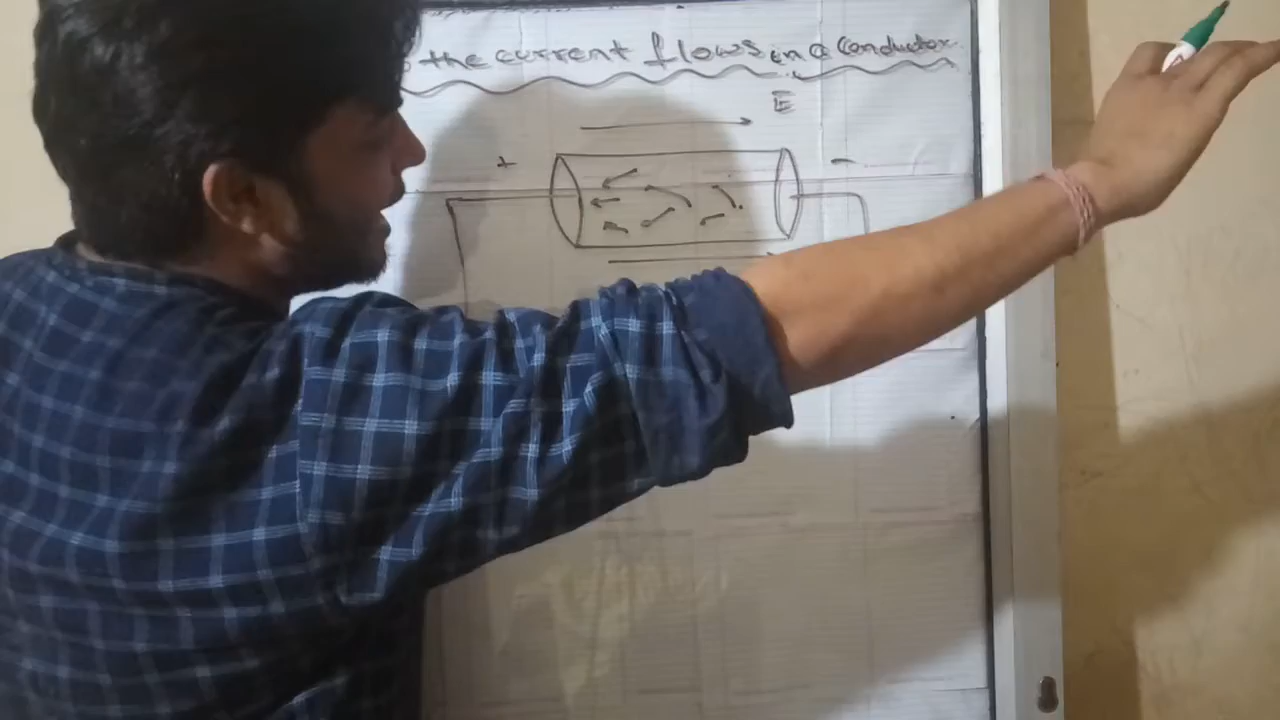 the current flows in a Conductor.
E
+ -